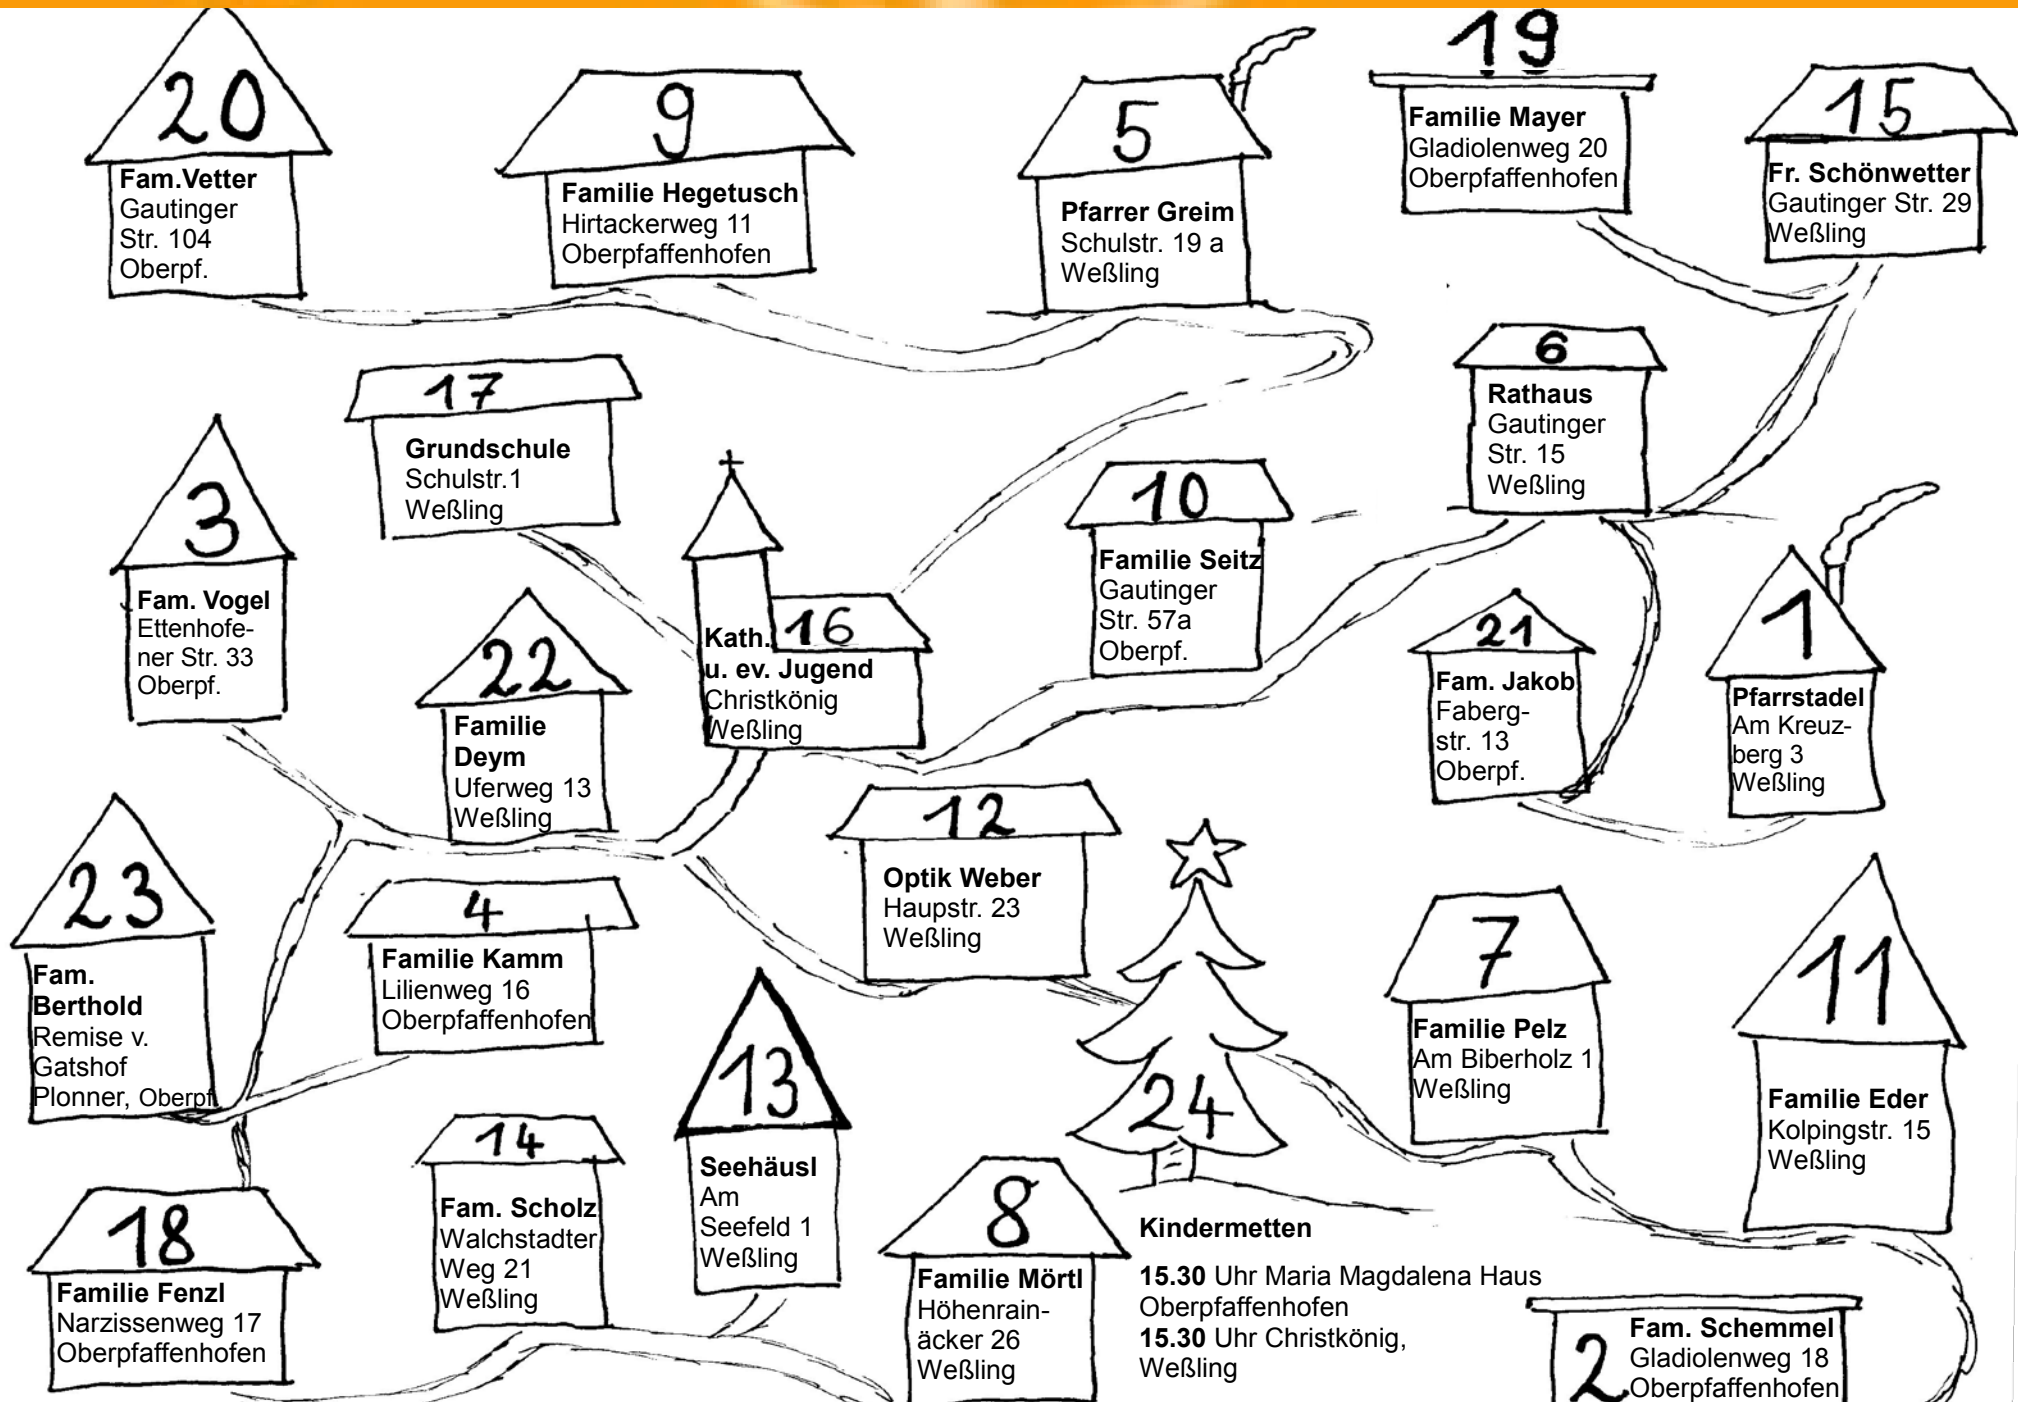 20
Fam.Vetter
Gautinger
Str. 104
Oberpf.
9
Familie Hegetusch
Hirtackerweg 11
Oberpfaffenhofen
5
Pfarrer Greim
Schulstr. 19 a
Weßling
19
Familie Mayer
Gladiolenweg 20
Oberpfaffenhofen
15
Fr. Schönwetter
Gautinger Str. 29
Weßling
17
Grundschule
Schulstr.1
Weßling
6
Rathaus
Gautinger
Str. 15
Weßling
3
Fam. Vogel
Ettenhofe-
ner Str. 33
Oberpf.
22
Familie
Deym
Uferweg 13
Weßling
16
Kath.
u. ev. Jugend
Christkönig
Weßling
10
Familie Seitz
Gautinger
Str. 57a
Oberpf.
21
Fam. Jakob
Faberg-
str. 13
Oberpf.
1
Pfarrstadel
Am Kreuz-
berg 3
Weßling
23
Fam.
Berthold
Remise v.
Gatshof
Plonner, Oberpf.
4
Familie Kamm
Lilienweg 16
Oberpfaffenhofen
12
Optik Weber
Haupstr. 23
Weßling
24
7
Familie Pelz
Am Biberholz 1
Weßling
11
Familie Eder
Kolpingstr. 15
Weßling
18
Familie Fenzl
Narzissenweg 17
Oberpfaffenhofen
14
Fam. Scholz
Walchstadter
Weg 21
Weßling
13
Seehäusl
Am
Seefeld 1
Weßling
8
Familie Mörtl
Höhenrain-
äcker 26
Weßling
Kindermetten
15.30 Uhr Maria Magdalena Haus
Oberpfaffenhofen
15.30 Uhr Christkönig,
Weßling
2
Fam. Schemmel
Gladiolenweg 18
Oberpfaffenhofen